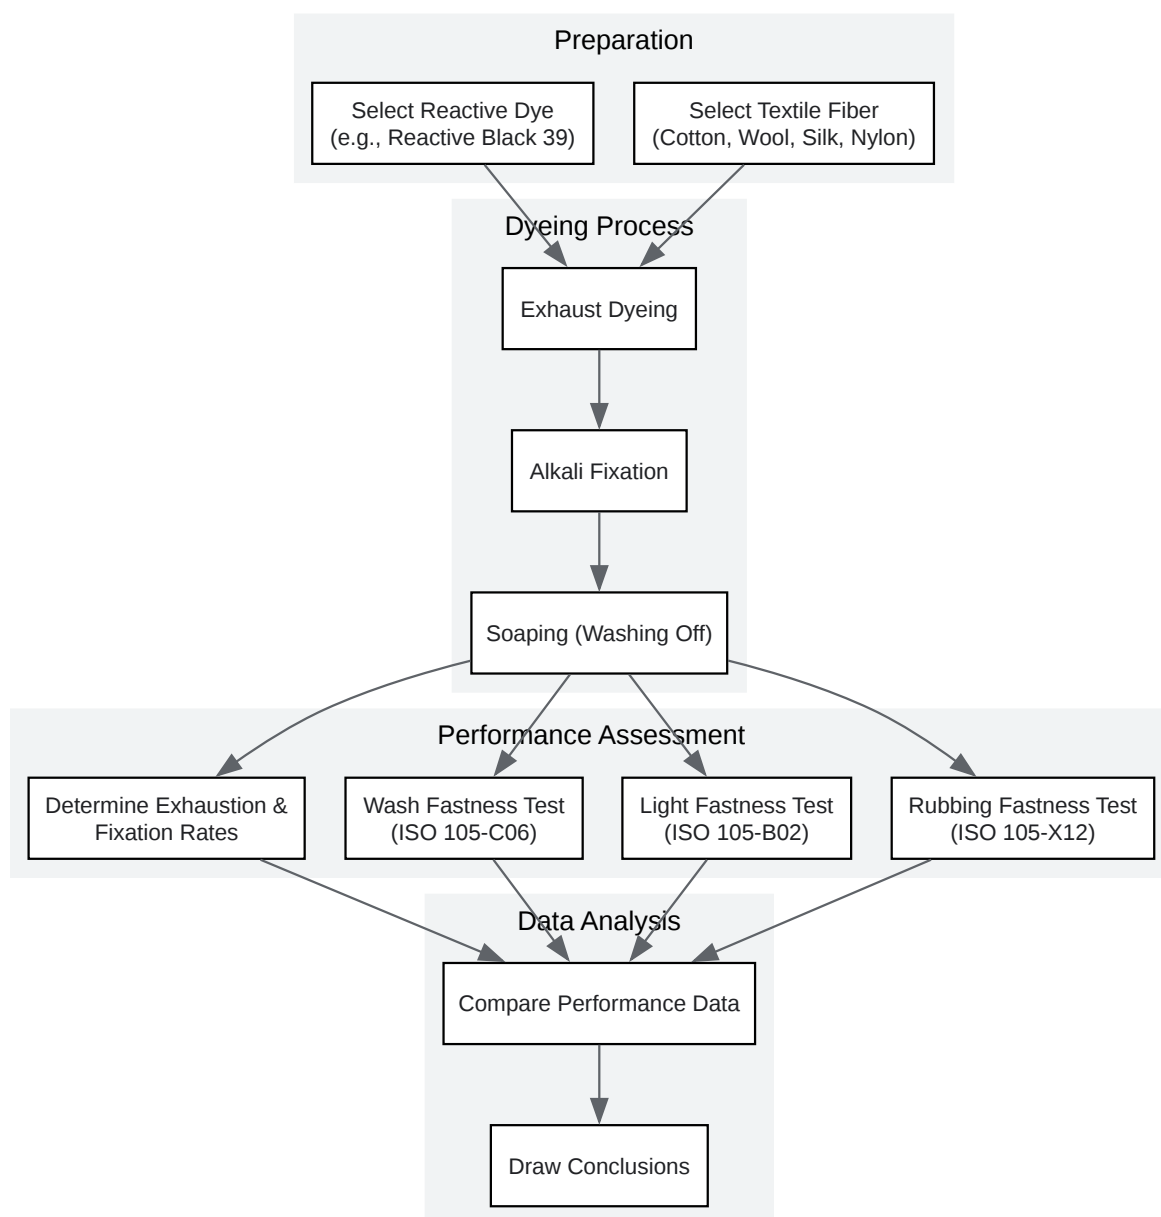 Preparation
Select Reactive Dye
(e.g., Reactive Black 39)
Select Textile Fiber
(Cotton, Wool, Silk, Nylon)
Dyeing Process
Exhaust Dyeing
Alkali Fixation
Soaping (Washing Off)
Performance Assessment
Determine Exhaustion &
Fixation Rates
Wash Fastness Test
(ISO 105-C06)
Light Fastness Test
(ISO 105-B02)
Rubbing Fastness Test
(ISO 105-X12)
Data Analysis
Compare Performance Data
Draw Conclusions